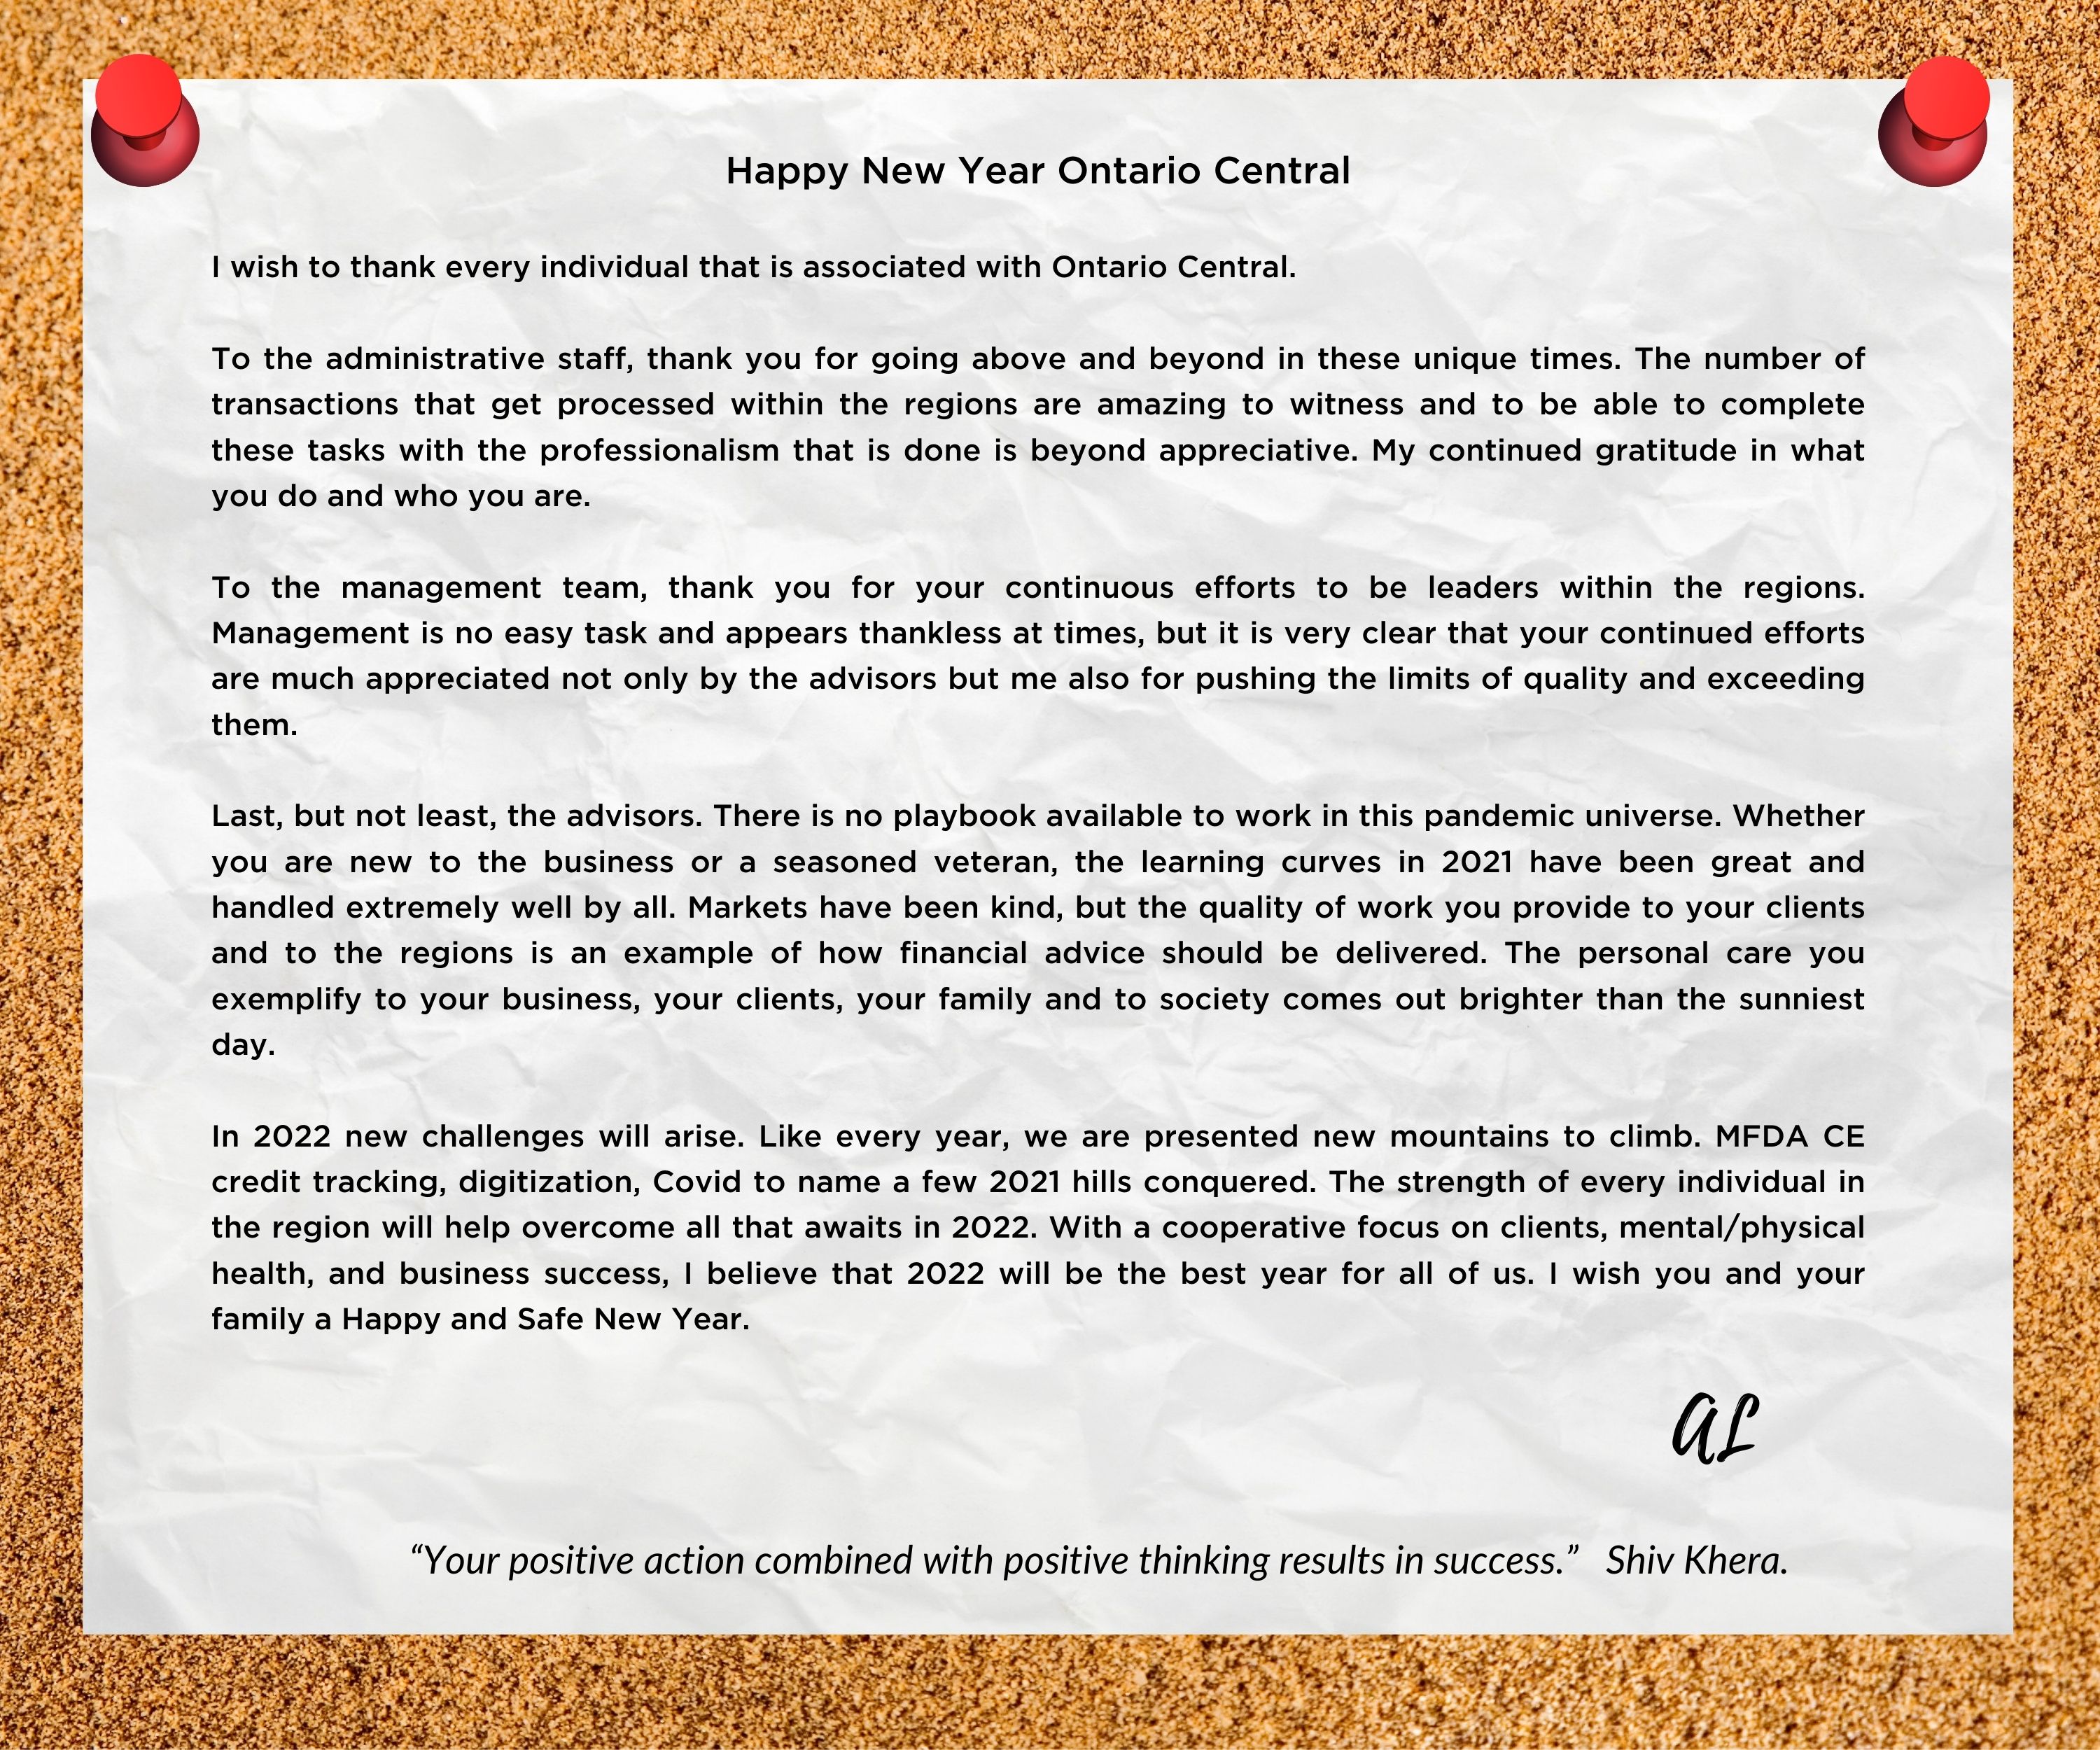 Happy New Year Ontario Central
I wish to thank every individual that is associated with Ontario Central.
To the administrative staff, thank you for going above and beyond in these unique times. The number of
transactions that get processed within the regions are amazing to witness and to be able to complete
these tasks with the professionalism that is done is beyond appreciative. My continued gratitude in what
you do and who you are.
To the management team, thank you for your continuous efforts to be leaders within the regions.
Management is no easy task and appears thankless at times, but it is very clear that your continued efforts
are much appreciated not only by the advisors but me also for pushing the limits of quality and exceeding
them.
Last, but not least, the advisors. There is no playbook available to work in this pandemic universe. Whether
you are new to the business or a seasoned veteran, the learning curves in 2021 have been great and
handled extremely well by all. Markets have been kind, but the quality of work you provide to your clients
and to the regions is an example of how financial advice should be delivered. The personal care you
exemplify to your business, your clients, your family and to society comes out brighter than the sunniest
day.
In 2022 new challenges will arise. Like every year, we are presented new mountains to climb. MFDA CE
credit tracking, digitization, Covid to name a few 2021 hills conquered. The strength of every individual in
the region will help overcome all that awaits in 2022. With a cooperative focus on clients, mental/physical
health, and business success, I believe that 2022 will be the best year for all of us. I wish you and your
family a Happy and Safe New Year.
AL
“Your positive action combined with positive thinking results in success.” Shiv Khera.